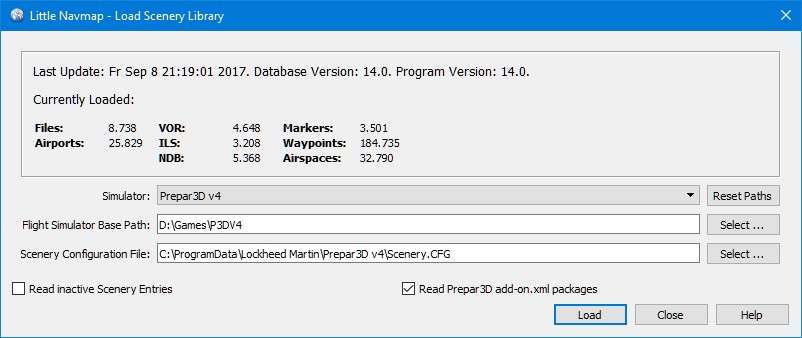 Little Navmap - Load Scenery Library
Last Update: Fr Sep 8 21:19:01 2017. Database Version: 14.0. Program Version: 14.0.
Currently Loaded:
Files: 8.738 VOR: 4.648 Markers: 3.501
Airports: 25.829 ILS: 3.208 Waypoints: 184.735
NDB: 5.368 Airspaces: 32.790
Simulator: Prepar3D v4 Reset Paths
Flight Simulator Base Path: D:\Games\P3DV4 Select ...
Scenery Configuration File: C:\ProgramData\Lockheed Martin\Prepar3D v4\Scenery.CFG Select ...
Read inactive Scenery Entries Read Prepar3D add-on.xml packages
Load Close Help